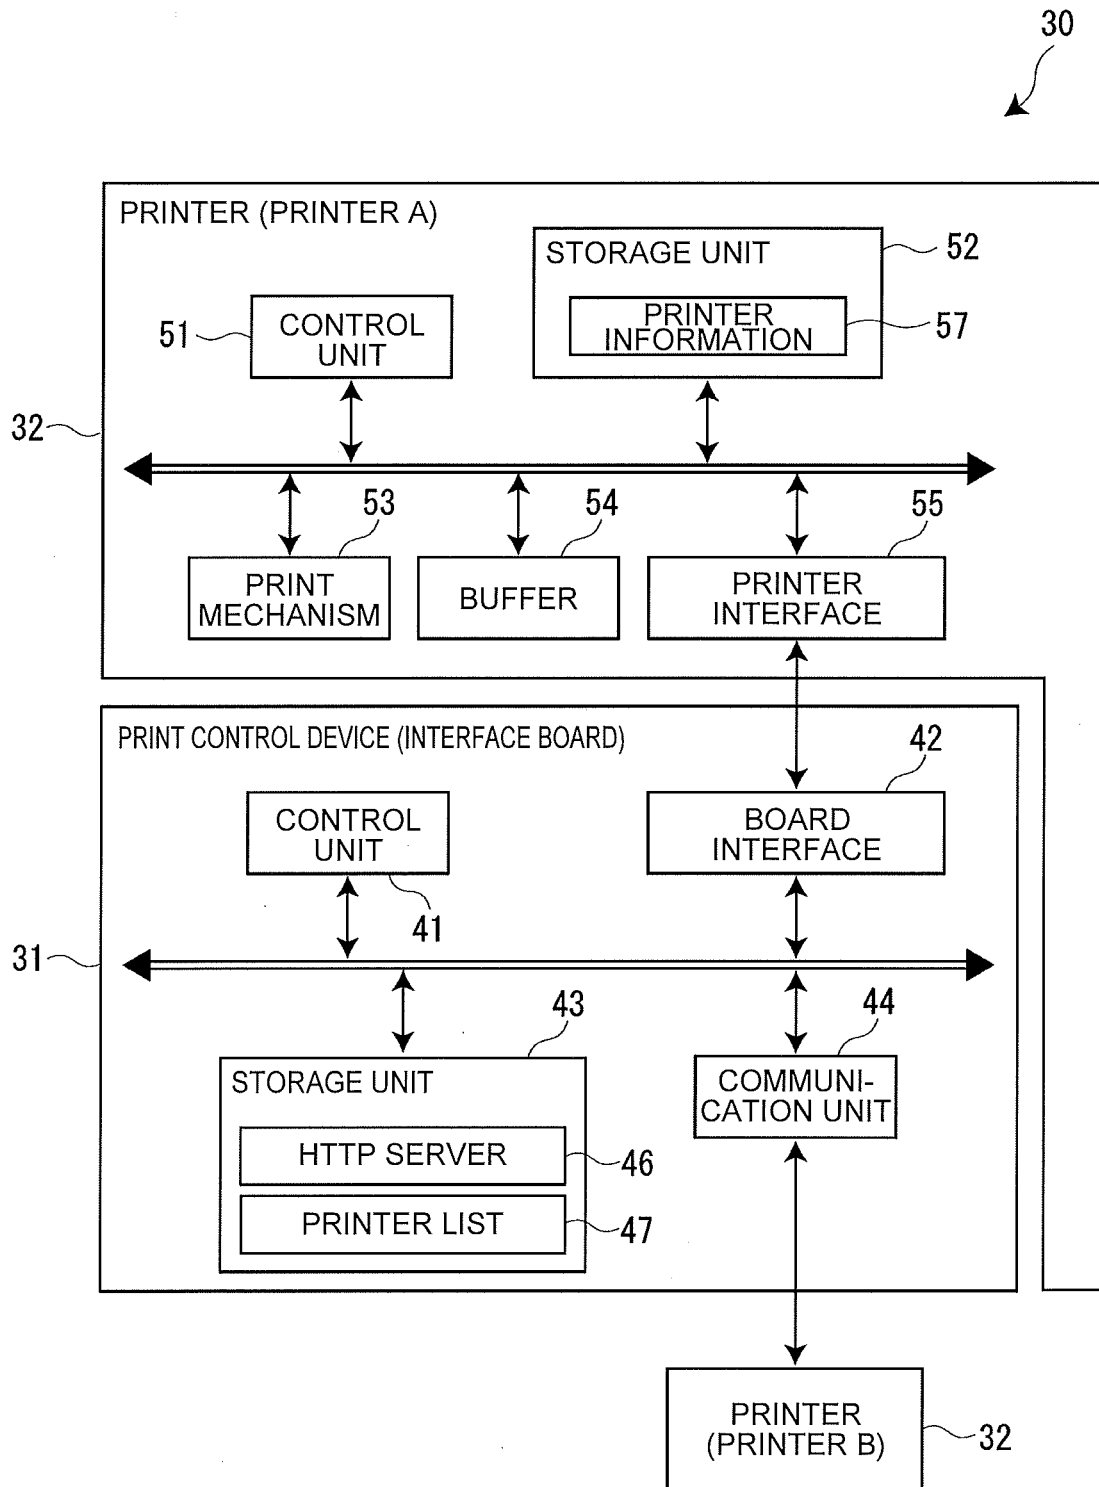 30
PRINTER (PRINTER A)
STORAGE UNIT
52
PRINTER
INFORMATION
57
51
CONTROL
UNIT
32
53
54
55
PRINT
MECHANISM
BUFFER
PRINTER
INTERFACE
PRINT CONTROL DEVICE (INTERFACE BOARD)
42
CONTROL
UNIT
BOARD
INTERFACE
41
31
43
44
STORAGE UNIT
COMMUNI-
CATION UNIT
HTTP SERVER
46
PRINTER LIST
47
PRINTER
(PRINTER B)
32